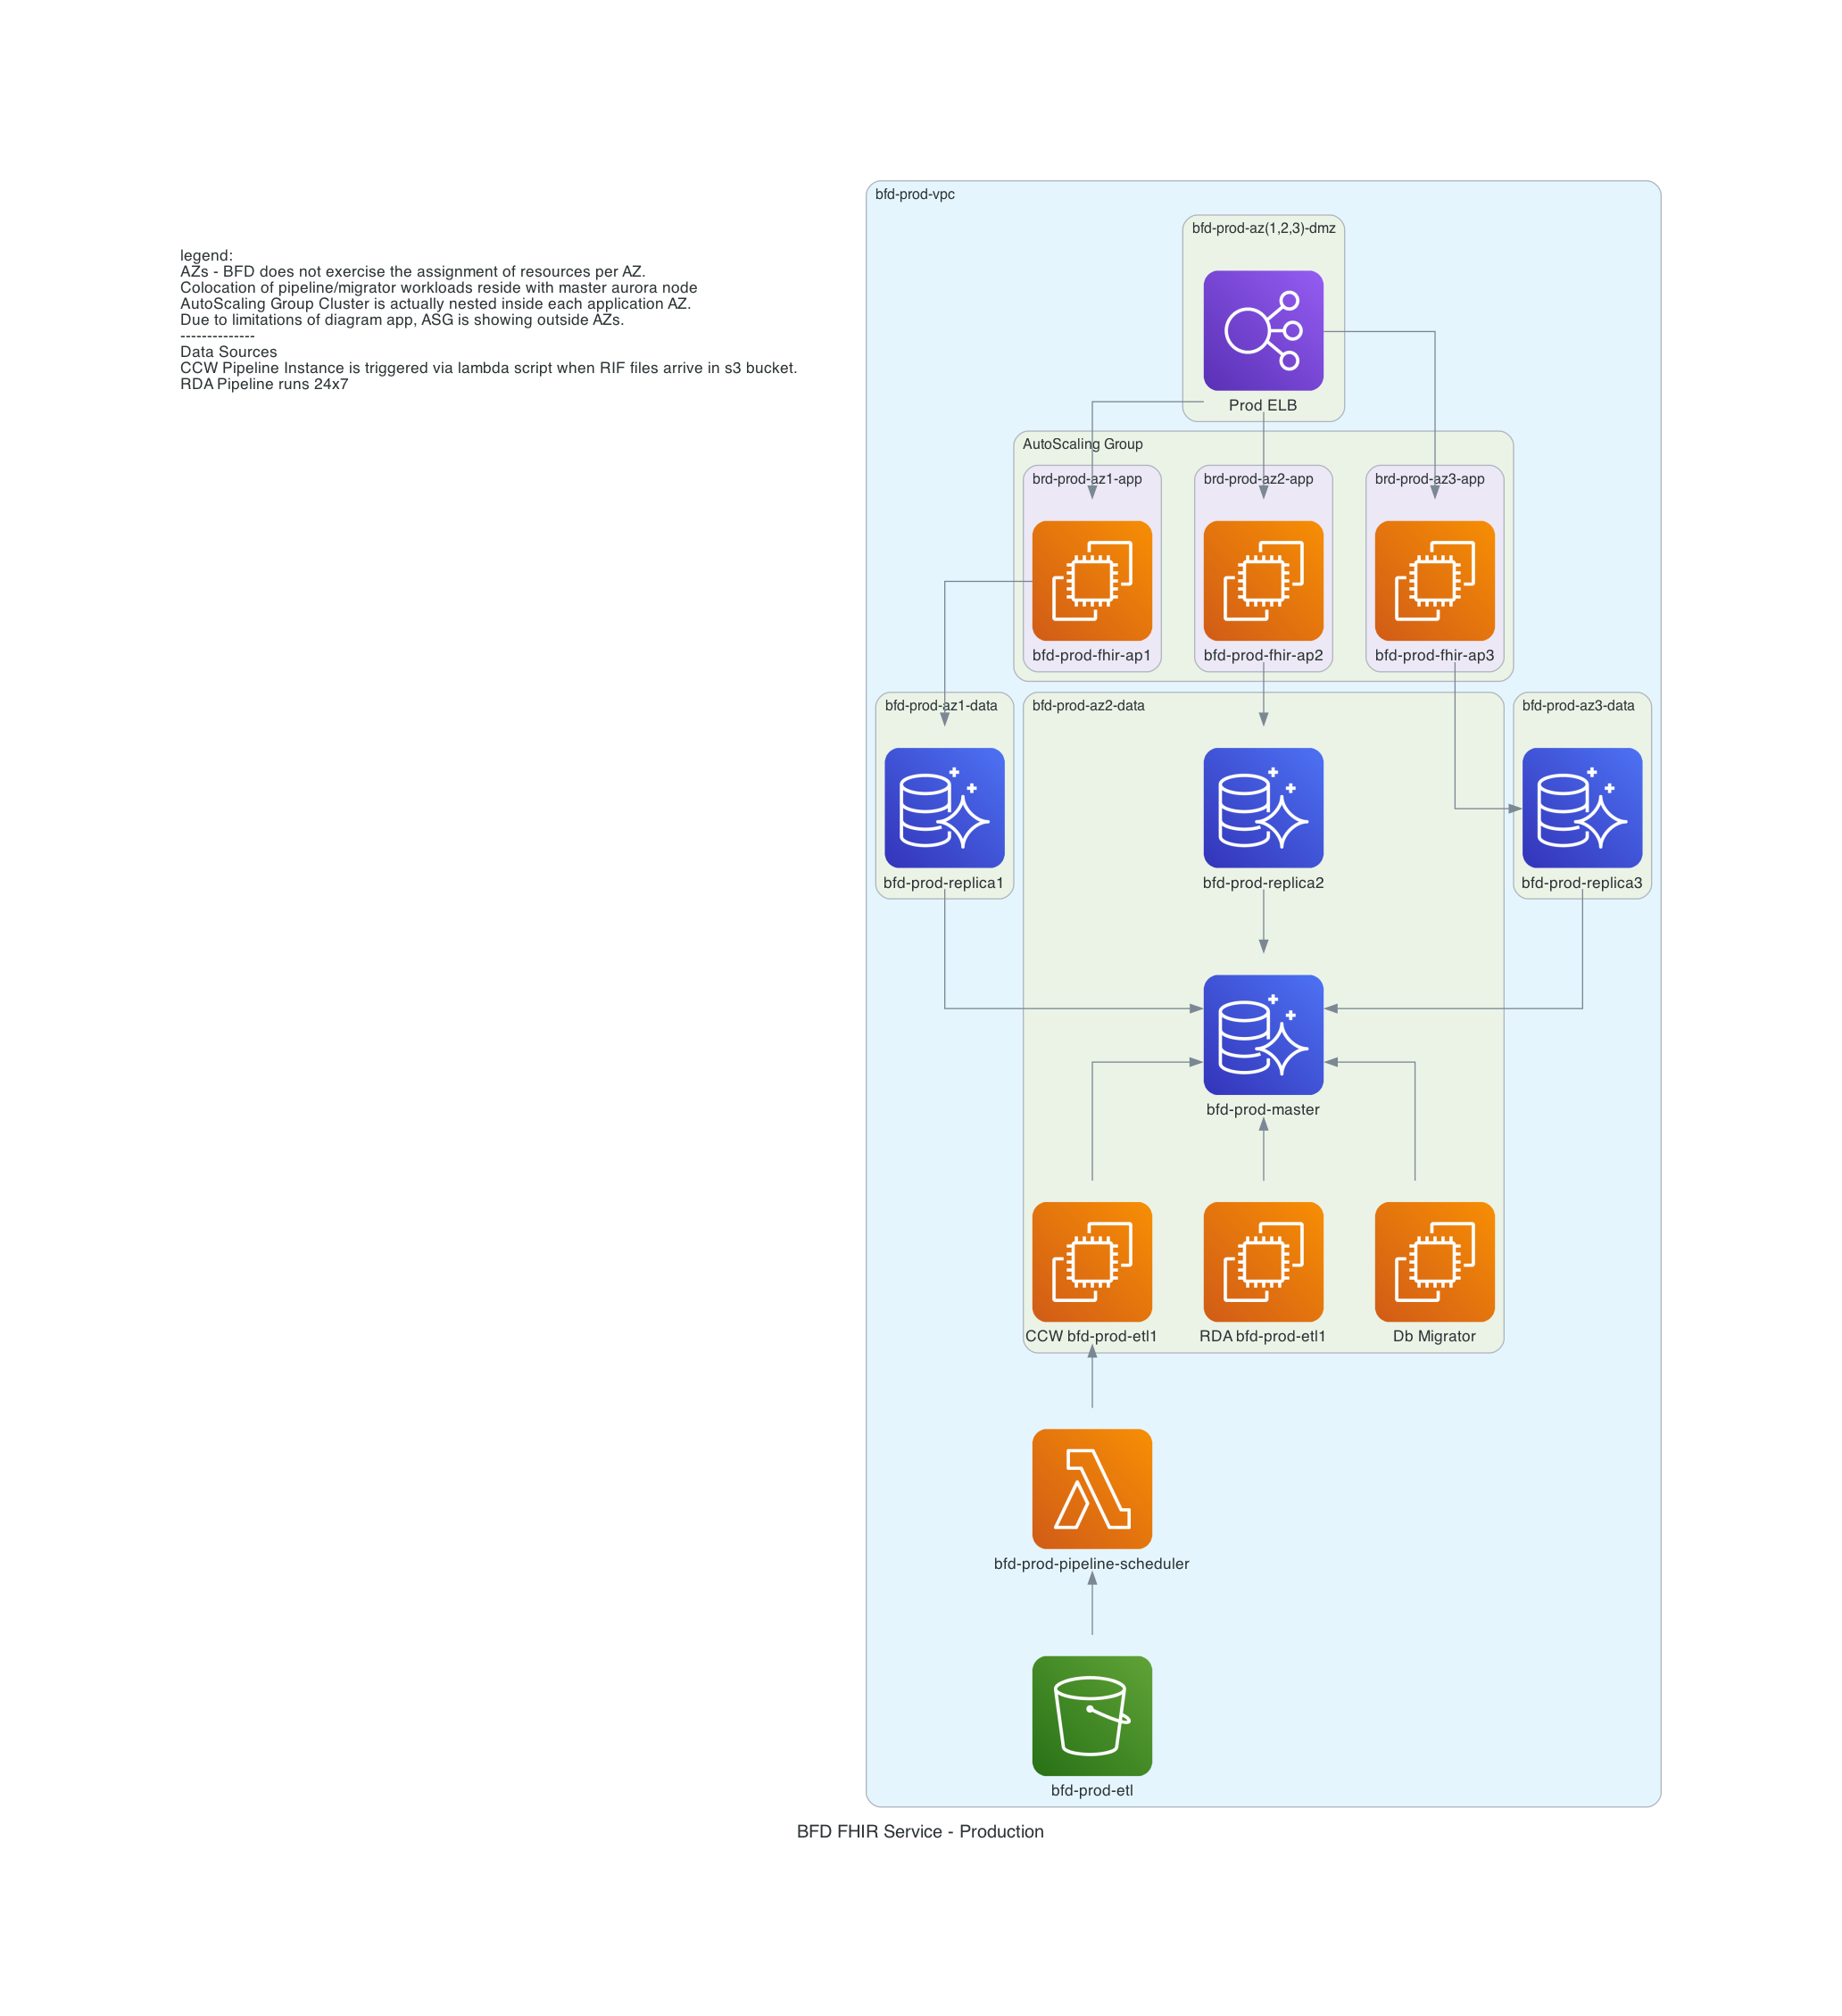 legend:
AZs - BFD does not exercise the assignment of resources per AZ.
Colocation of pipeline/migrator workloads reside with master aurora node
AutoScaling Group Cluster is actually nested inside each application AZ.
Due to limitations of diagram app, ASG is showing outside AZs.
--------------
Data Sources
CCW Pipeline Instance is triggered via lambda script when RIF files arrive in s3 bucket.
RDA Pipeline runs 24x7
bfd-prod-vpc
bfd-prod-az(1,2,3)-dmz
Prod ELB
AutoScaling Group
brd-prod-az1-app
brd-prod-az2-app
brd-prod-az3-app
bfd-prod-fhir-ap1
bfd-prod-fhir-ap2
bfd-prod-fhir-ap3
bfd-prod-az1-data
bfd-prod-az2-data
bfd-prod-az3-data
bfd-prod-replica1
bfd-prod-replica2
bfd-prod-replica3
bfd-prod-master
CCW bfd-prod-etl1
RDA bfd-prod-etl1
Db Migrator
bfd-prod-pipeline-scheduler
bfd-prod-etl
BFD FHIR Service - Production